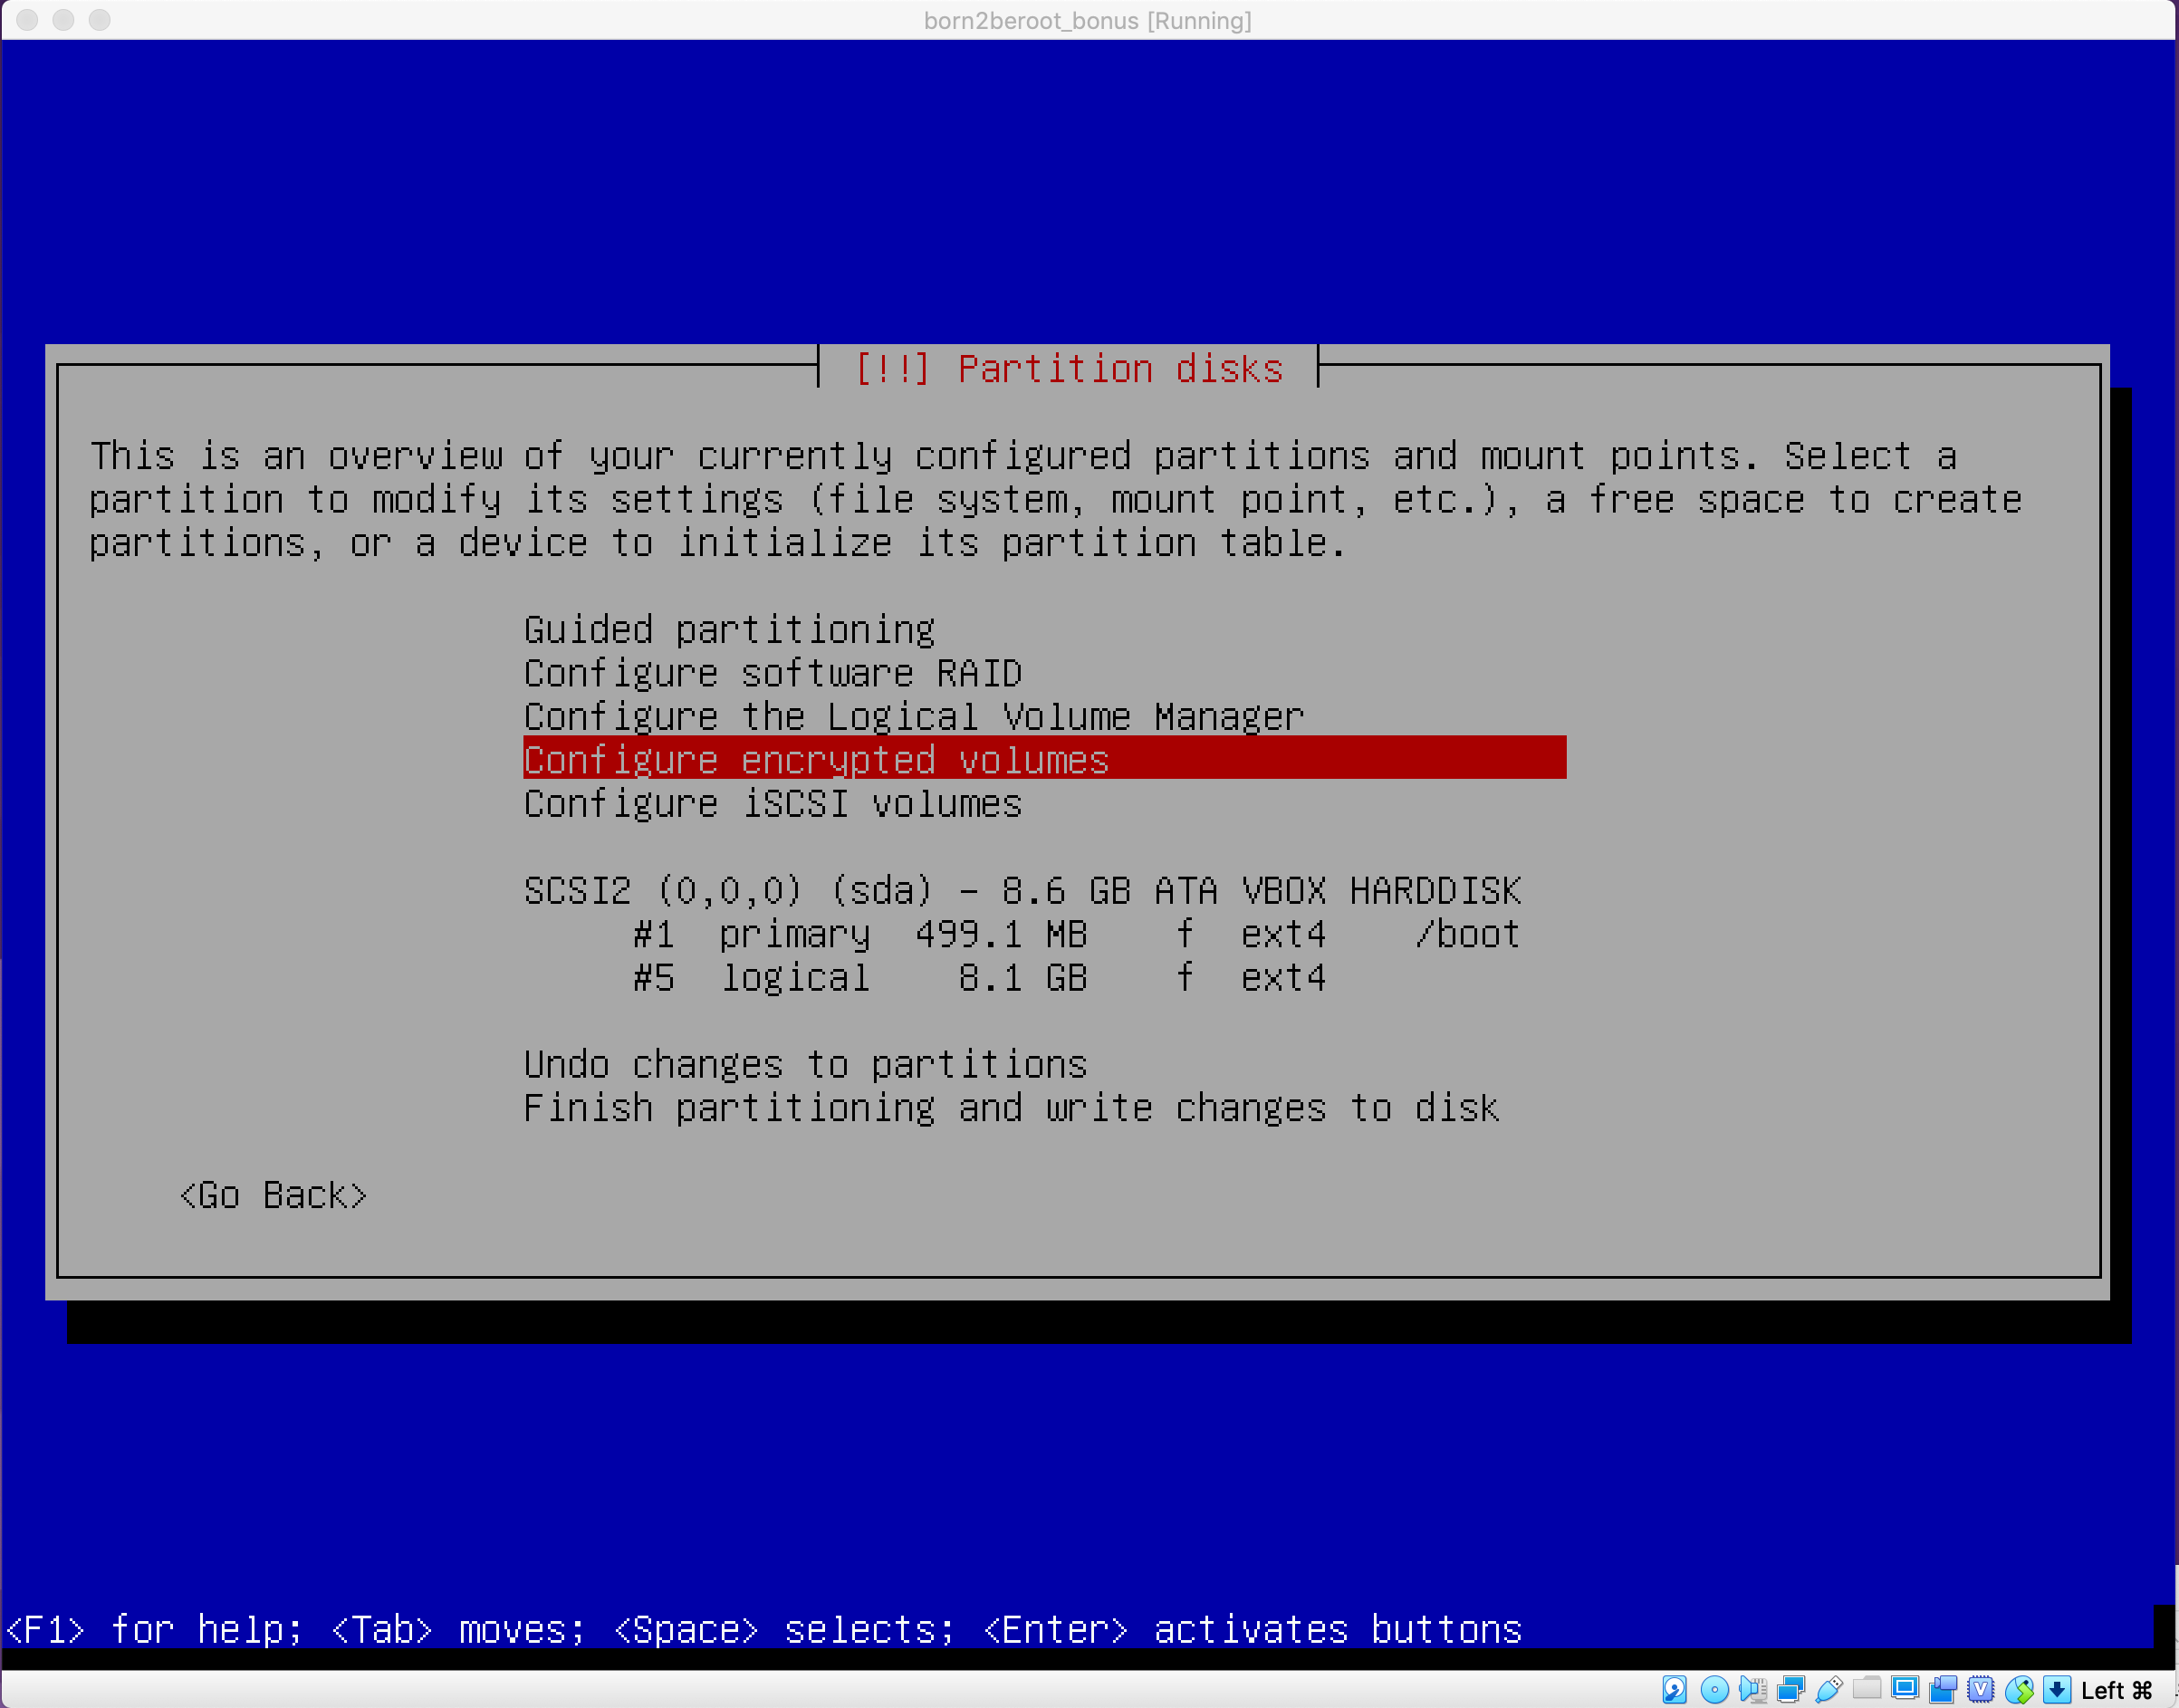 born2beroot_bonus [Running]
[!!] Partition disks
This is an overview of your currently configured partitions and mount points. Select a
partition to modify its settings (file system, mount point, etc.), a free space to create
partitions, or a device to initialize its partition table.
Guided partitioning
Configure software RAID
Configure the Logical Volume Manager
Configure encrypted volumes
Configure iSCSI volumes
SCSI2 (0,0,0) (sda) - 8.6 GB ATA VBOX HARDDISK
#1 primary 499.1 MB f ext4 /boot
#5 logical 8.1 GB f ext4
Undo changes to partitions
Finish partitioning and write changes to disk
<Go Back>
<F1> for help; <Tab> moves; <Space> selects; <Enter> activates buttons
Left ⌘